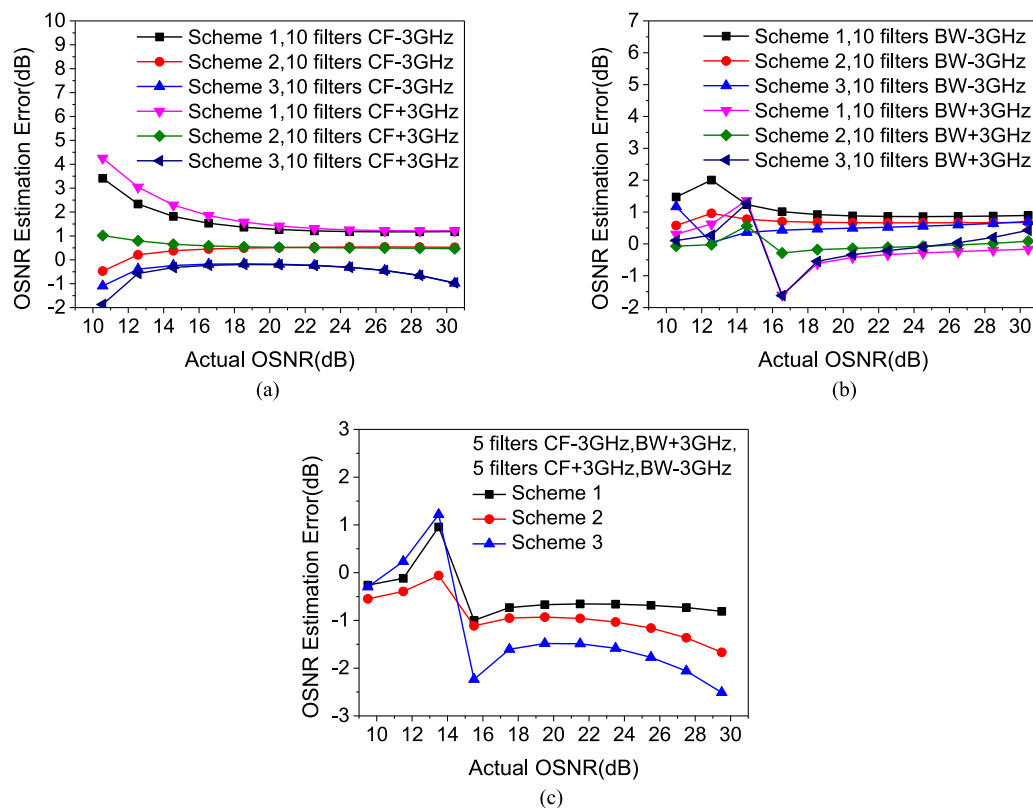 10
9
8
7
6
5
4
3
2
1
0
-1
-2
OSNR Estimation Error(dB)
Scheme 1,10 filters CF-3GHz
Scheme 2,10 filters CF-3GHz
Scheme 3,10 filters CF-3GHz
Scheme 1,10 filters CF+3GHz
Scheme 2,10 filters CF+3GHz
Scheme 3,10 filters CF+3GHz
10 12 14 16 18 20 22 24 26 28 30
Actual OSNR(dB)
(a)
7
6
5
4
3
2
1
0
-1
-2
OSNR Estimation Error(dB)
Scheme 1,10 filters BW-3GHz
Scheme 2,10 filters BW-3GHz
Scheme 3,10 filters BW-3GHz
Scheme 1,10 filters BW+3GHz
Scheme 2,10 filters BW+3GHz
Scheme 3,10 filters BW+3GHz
10 12 14 16 18 20 22 24 26 28 30
Actual OSNR(dB)
(b)
3
2
1
0
-1
-2
-3
OSNR Estimation Error(dB)
5 filters CF-3GHz,BW+3GHz,
5 filters CF+3GHz,BW-3GHz
Scheme 1
Scheme 2
Scheme 3
10 12 14 16 18 20 22 24 26 28 30
Actual OSNR(dB)
(c)